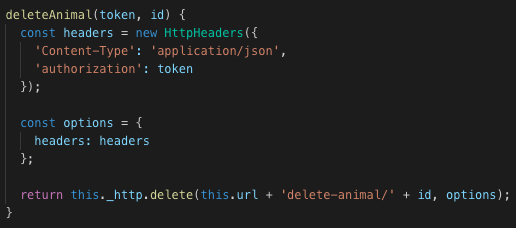 deleteAnimal(token, id) {
  const headers = new HttpHeaders({
    'Content-Type': 'application/json',
    'authorization': token
  });

  const options = {
    headers: headers
  };

  return this._http.delete(this.url + 'delete-animal/' + id, options);
}